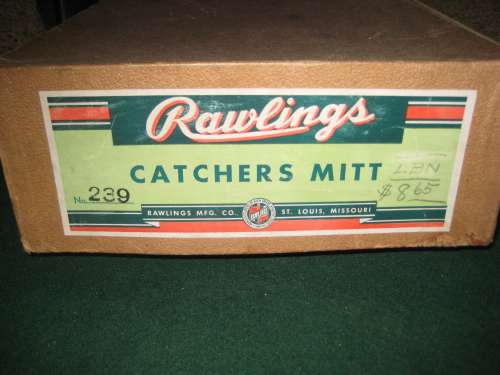 Rawlings
CATCHERS MITT
LBN
$8.65
No. 239
RAWLINGS MFG. CO. ST. LOUIS, MISSOURI